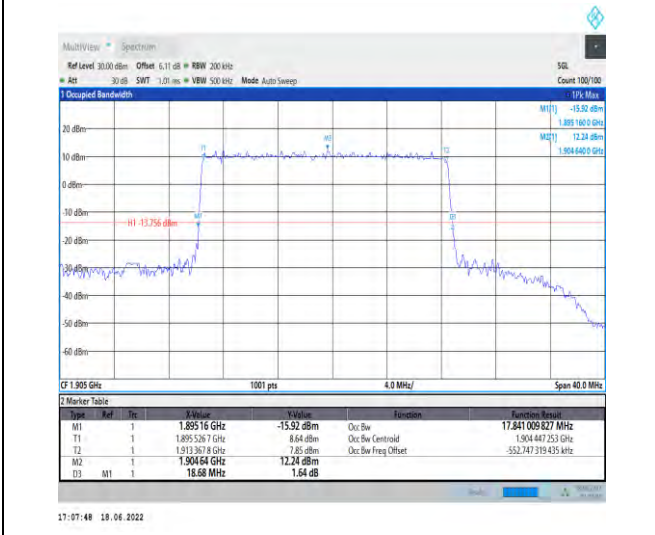 MultiView Spectrum
Ref Level 30.00 dBm Offset 6.11 dB RBW 200 kHz SGL
Att 30 dB SWT 1.01 ms VBW 500 kHz Mode Auto Sweep Count 100/100
1 Occupied Bandwidth 1Pk Max
M1[1] -15.92 dBm
1.895 160 0 GHz
M2[1] 12.24 dBm
1.904 640 0 GHz
20 dBm
T1 M2 T2
10 dBm
0 dBm
-10 dBm
H1 -13.756 dBm M1 D3
-20 dBm
-30 dBm
-40 dBm
-50 dBm
-60 dBm
CF 1.905 GHz 1001 pts 4.0 MHz/ Span 40.0 MHz
2 Marker Table
Type Ref Trc X-Value Y-Value Function Function Result
M1 1 1.89516 GHz -15.92 dBm Occ Bw 17.841 009 827 MHz
T1 1 1.895 526 7 GHz 8.64 dBm Occ Bw Centroid 1.904 447 253 GHz
T2 1 1.913 367 8 GHz 7.85 dBm Occ Bw Freq Offset -552.747 319 435 kHz
M2 1 1.904 64 GHz 12.24 dBm
D3 M1 1 18.68 MHz 1.64 dB
17:07:48 18.06.2022